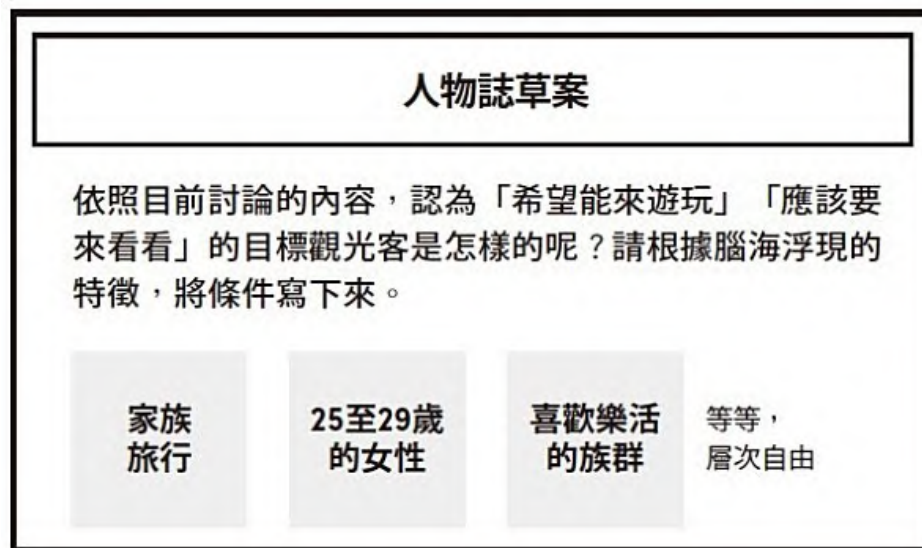 人物誌草案
依照目前討論的內容，認為「希望能來遊玩」「應該要
來看看」的目標觀光客是怎樣的呢？請根據腦海浮現的
特徵，將條件寫下來。
家族
旅行
25至29歲
的女性
喜歡樂活
的族群
等等，
層次自由